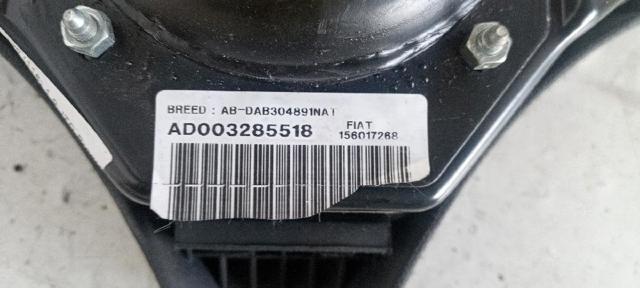 BREED : AB-DAB304891NAT
AD003285518 FIAT
156017268